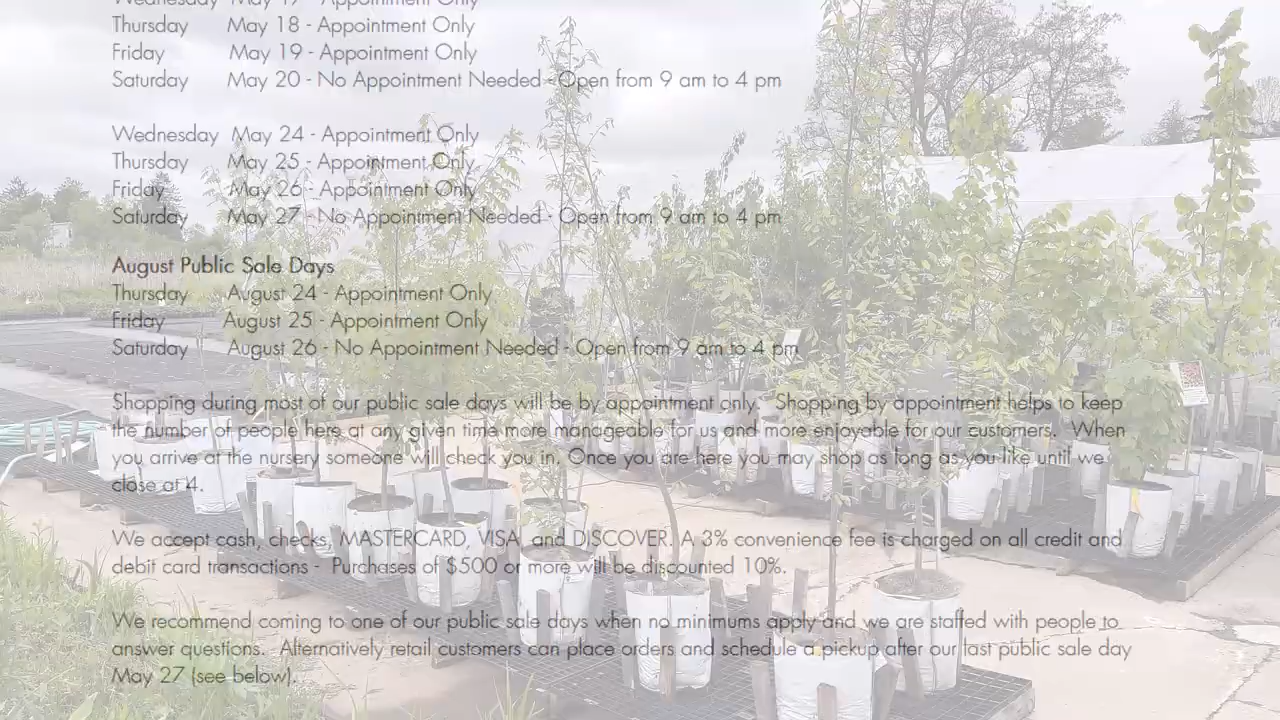 Wednesday May 17 - Appointment Only
Thursday May 18 - Appointment Only
Friday May 19 - Appointment Only
Saturday May 20 - No Appointment Needed - Open from 9 am to 4 pm
Wednesday May 24 - Appointment Only
Thursday May 25 - Appointment Only
Friday May 26 - Appointment Only
Saturday May 27 - No Appointment Needed - Open from 9 am to 4 pm
August Public Sale Days
Thursday August 24 - Appointment Only
Friday August 25 - Appointment Only
Saturday August 26 - No Appointment Needed - Open from 9 am to 4 pm
Shopping during most of our public sale days will be by appointment only. Shopping by appointment helps to keep
the number of people here at any given time more manageable for us and more enjoyable for our customers. When
you arrive at the nursery someone will check you in. Once you are here you may shop as long as you like until we
close at 4.
We accept cash, checks, MASTERCARD, VISA, and DISCOVER. A 3% convenience fee is charged on all credit and
debit card transactions - Purchases of $500 or more will be discounted 10%.
We recommend coming to one of our public sale days when no minimums apply and we are staffed with people to
answer questions. Alternatively retail customers can place orders and schedule a pickup after our last public sale day
May 27 (see below).